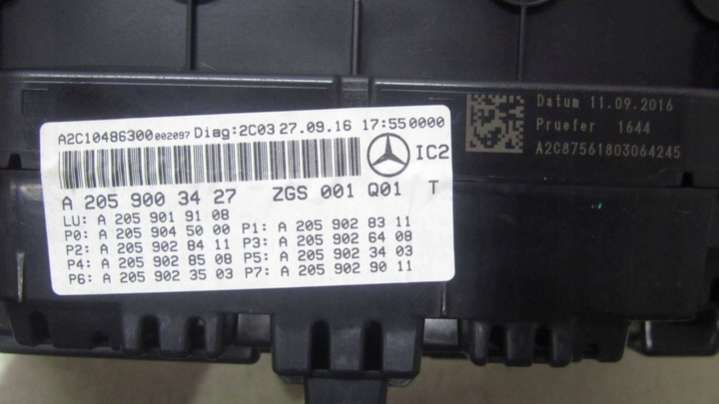 A2C10486300 002097 Diag:2C03 27.09.16 17:55 0000
IC2
A 205 900 34 27 ZGS 001 Q01 T
LU: A 205 901 91 08
P0: A 205 904 50 00 P1: A 205 902 83 11
P2: A 205 902 84 11 P3: A 205 902 64 08
P4: A 205 902 85 08 P5: A 205 902 34 03
P6: A 205 902 35 03 P7: A 205 902 90 11
Datum 11.09.2016
Pruefer 1644
A2C87561803064245